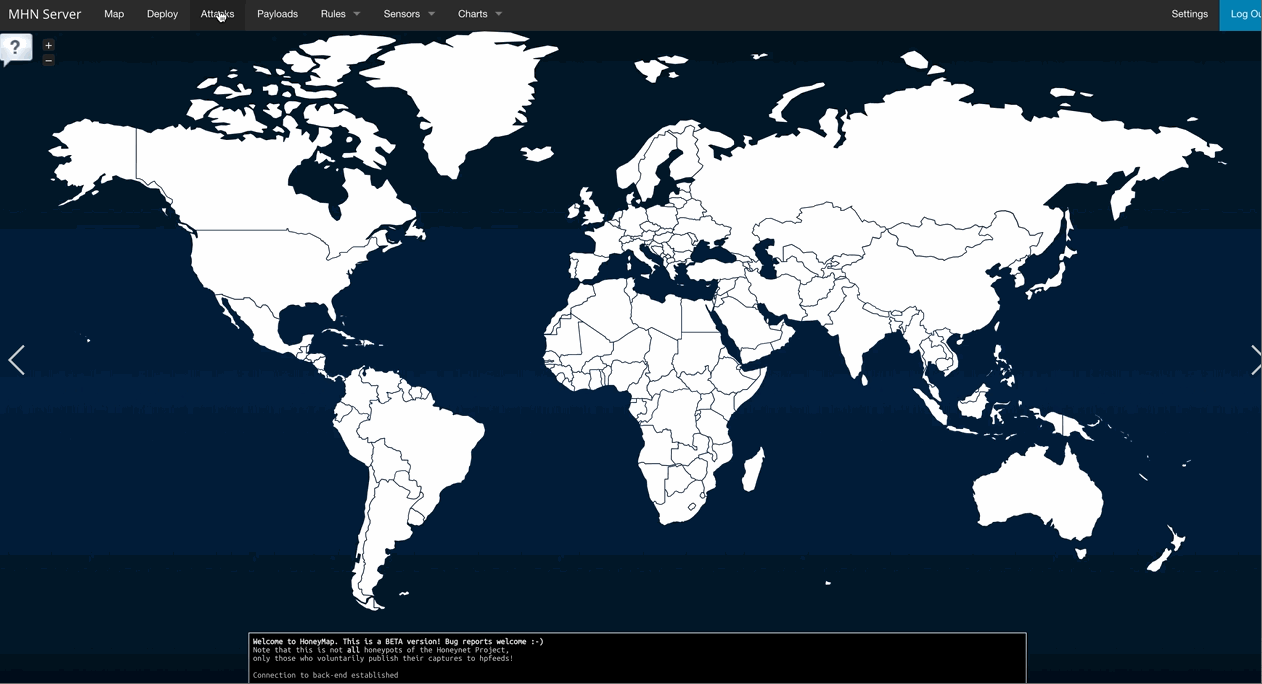 MHN Server Map Deploy Attacks Payloads Rules Sensors Charts Settings Log Ou
?
+
−
Welcome to HoneyMap. This is a BETA version! Bug reports welcome :-)
Note that this is not all honeypots of the Honeynet Project,
only those who voluntarily publish their captures to hpfeeds!
Connection to back-end established